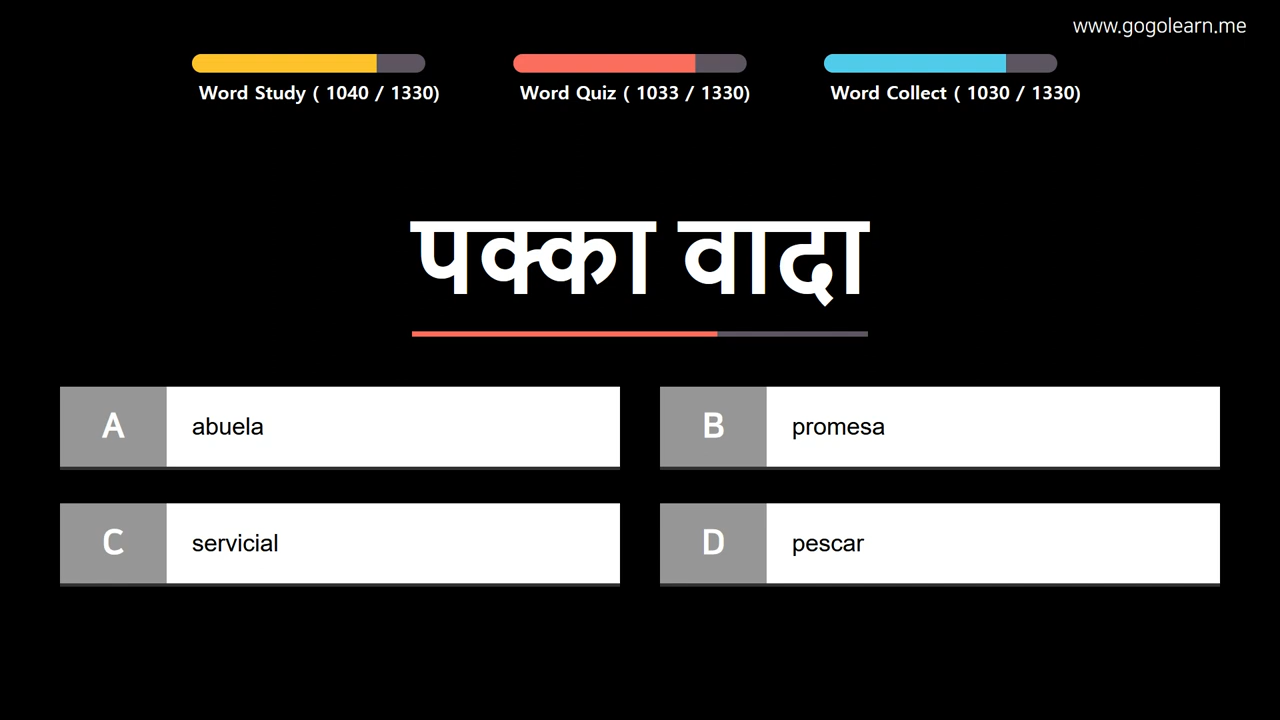 www.gogolearn.me
Word Study ( 1040 / 1330)
Word Quiz ( 1033 / 1330)
Word Collect ( 1030 / 1330)
पक्का वादा
A abuela
B promesa
C servicial
D pescar